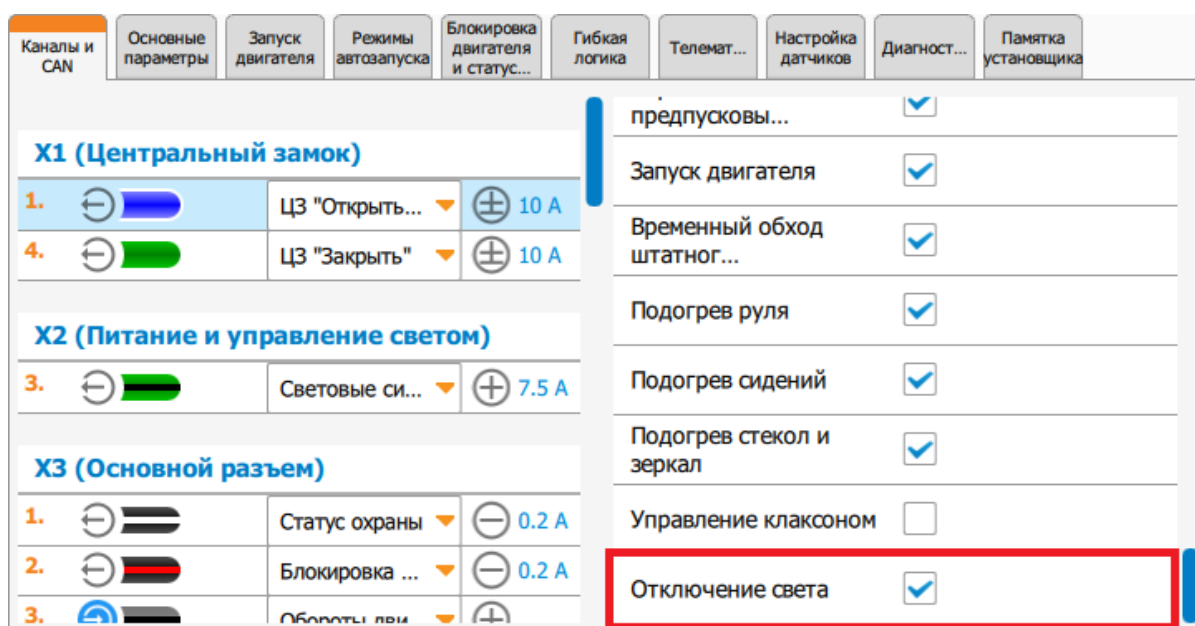 Каналы и
CAN
Основные
параметры
Запуск
двигателя
Режимы
автозапуска
Блокировка
двигателя
и статус...
Гибкая
логика
Телемат...
Настройка
датчиков
Диагност...
Памятка
установщика
X1 (Центральный замок)
1. ЦЗ "Открыть... 10 A
4. ЦЗ "Закрыть" 10 A
X2 (Питание и управление светом)
3. Световые си... 7.5 A
X3 (Основной разъем)
1. Статус охраны 0.2 A
2. Блокировка ... 0.2 A
3. Обороты дви...
предпусковы...
Запуск двигателя
Временный обход
штатног...
Подогрев руля
Подогрев сидений
Подогрев стекол и
зеркал
Управление клаксоном
Отключение света